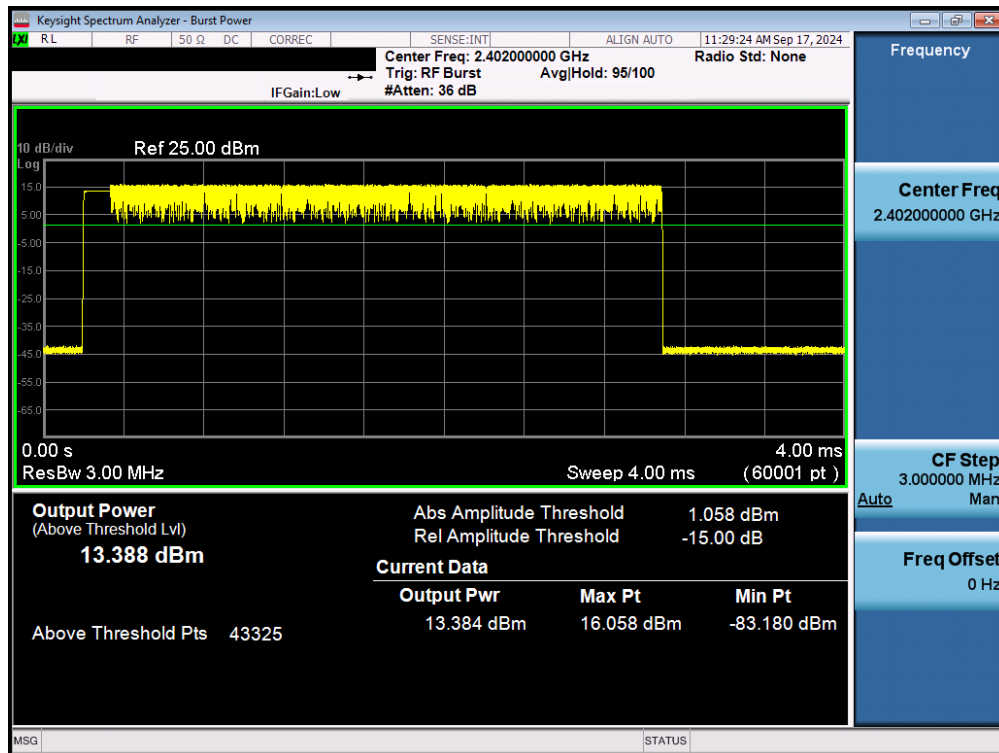 Keysight Spectrum Analyzer - Burst Power
LXI RL RF 50 Ω DC CORREC SENSE:INT ALIGN AUTO 11:29:24 AM Sep 17, 2024
Center Freq: 2.402000000 GHz Radio Std: None
Trig: RF Burst Avg|Hold: 95/100
IFGain:Low #Atten: 36 dB
10 dB/div Ref 25.00 dBm
Log
15.0
5.00
-5.00
-15.0
-25.0
-35.0
-45.0
-55.0
-65.0
0.00 s 4.00 ms
ResBw 3.00 MHz Sweep 4.00 ms (60001 pt )
Output Power
(Above Threshold Lvl)
13.388 dBm
Above Threshold Pts 43325
Abs Amplitude Threshold 1.058 dBm
Rel Amplitude Threshold -15.00 dB
Current Data
Output Pwr Max Pt Min Pt
13.384 dBm 16.058 dBm -83.180 dBm
Frequency
Center Freq
2.402000000 GHz
CF Step
3.000000 MHz
Auto Man
Freq Offset
0 Hz
MSG STATUS